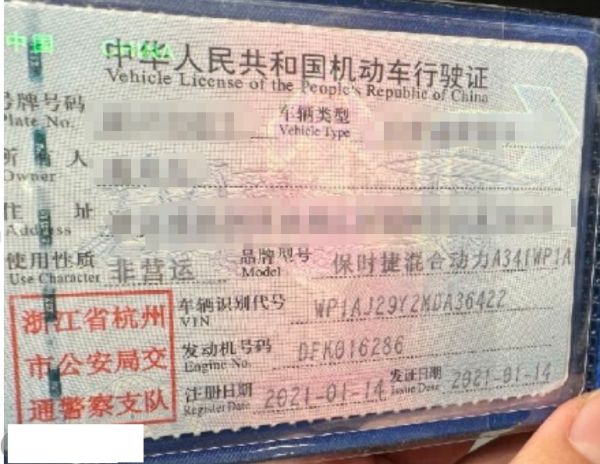 中国 CHINA
中华人民共和国机动车行驶证
Vehicle License of the People's Republic of China
号牌号码 车辆类型
Plate No. Vehicle Type
所有人
Owner
住址
Address
使用性质 非营运 品牌型号 保时捷混合动力A341WP1A
Use Character Model
浙江省杭州
市公安局交
通警察支队
车辆识别代号 WP1AJ29Y2MDA36422
VIN
发动机号码 DFK016286
Engine No.
注册日期 2021-01-14 发证日期 2021-01-14
Register Date Issue Date